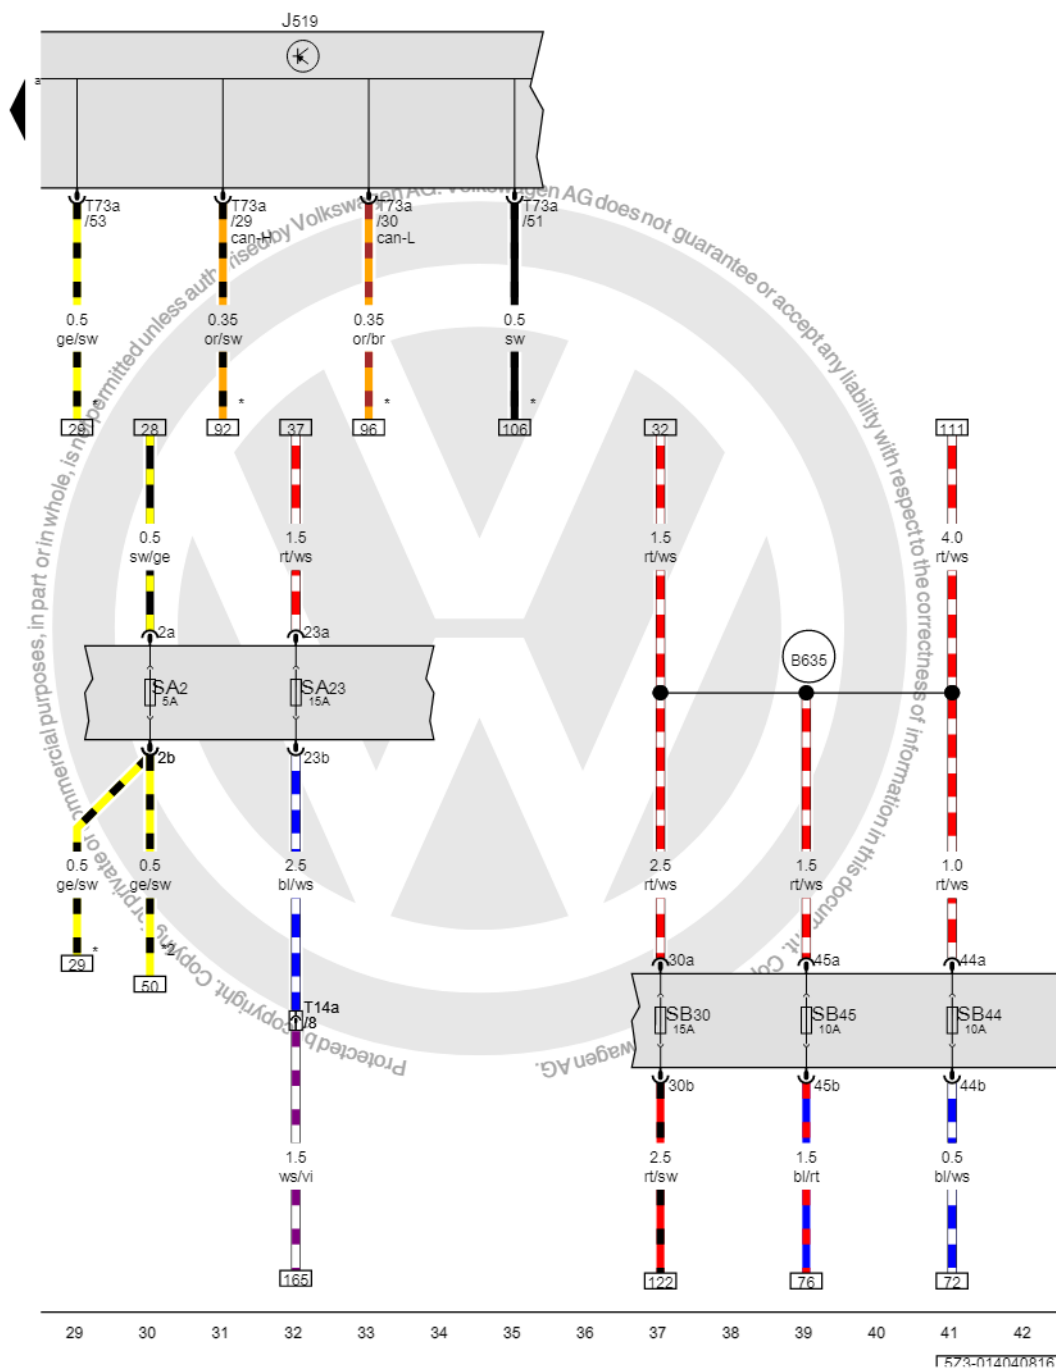 J519
a
T73a T73a T73a T73a
/53 /29 /30 /51
can-H can-L
0.5 0.35 0.35 0.5
ge/sw or/sw or/br sw
* * * *
29 28 92 37 96 106 32 111
0.5 1.5 1.5 4.0
sw/ge rt/ws rt/ws rt/ws
2a 23a
B635
SA2 SA23
5A 15A
2b 23b
0.5 0.5 2.5 2.5 1.5 1.0
ge/sw ge/sw bl/ws rt/ws rt/ws rt/ws
* *2
29 50
30a 45a 44a
T14a
/8
SB30 SB45 SB44
15A 10A 10A
30b 45b 44b
1.5 2.5 1.5 0.5
ws/vi rt/sw bl/rt bl/ws
165 122 76 72
29 30 31 32 33 34 35 36 37 38 39 40 41 42
573-014040816